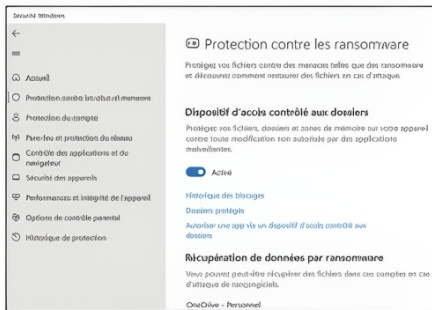 Sécurité Windows
Accueil
Protection contre les virus et menaces
Protection du compte
Pare-feu et protection du réseau
Contrôle des applications et du
navigateur
Sécurité des appareils
Performances et intégrité de l'appareil
Options de contrôle parental
Historique de protection
Protection contre les ransomware
Protégez vos fichiers contre des menaces telles que des ransomware
et découvrez comment restaurer des fichiers en cas d'attaque.
Dispositif d'accès contrôlé aux dossiers
Protégez vos fichiers, dossiers et zones de mémoire sur votre appareil
contre toute modification non autorisée par des applications
malveillantes.
Activé
Historique des blocages
Dossiers protégés
Autoriser une app via un dispositif d'accès contrôlé aux
dossiers
Récupération de données par ransomware
Vous pouvez peut-être récupérer des fichiers dans ces comptes en cas
d'attaque de rançongiciels.
OneDrive - Personnel